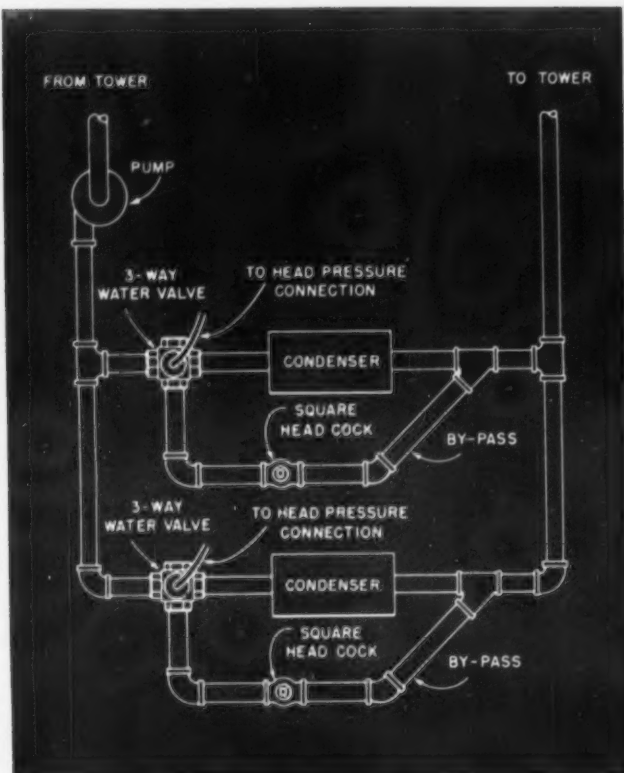 FROM TOWER
TO TOWER
PUMP
3-WAY
WATER VALVE
TO HEAD PRESSURE
CONNECTION
CONDENSER
SQUARE
HEAD COCK
BY-PASS
3-WAY
WATER VALVE
TO HEAD PRESSURE
CONNECTION
CONDENSER
SQUARE
HEAD COCK
BY-PASS